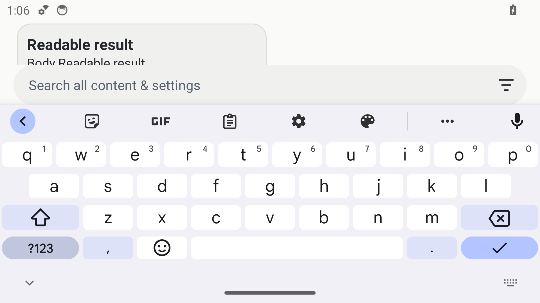 1:06
Readable result
Body Readable result
Search all content & settings
GIF
q 1 w 2 e 3 r 4 t 5 y 6 u 7 i 8 o 9 p 0
a s d f g h j k l
z x c v b n m
?123 , .